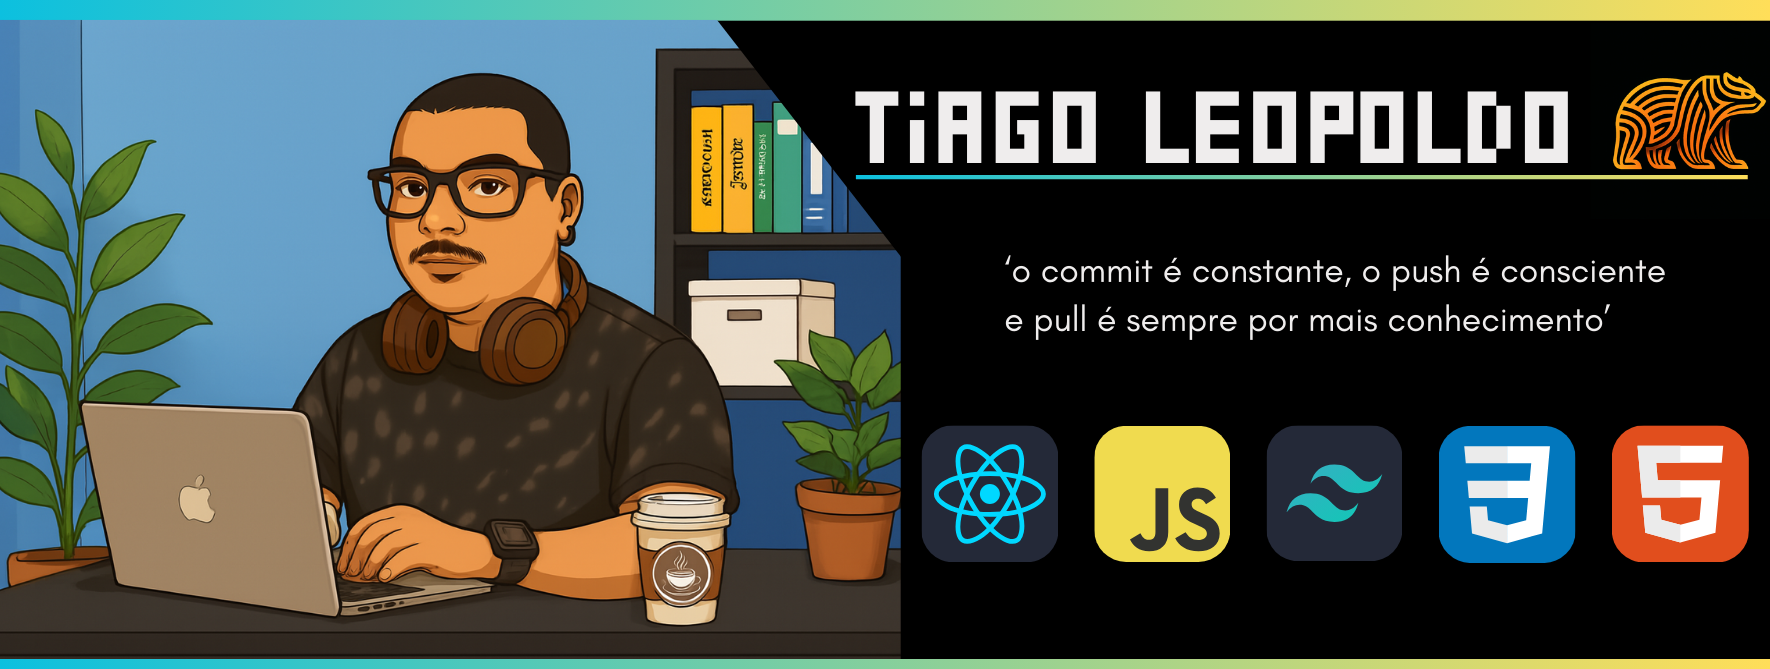 TiAGO LEOPOLDO
‘o commit é constante, o push é consciente
e pull é sempre por mais conhecimento’
JS